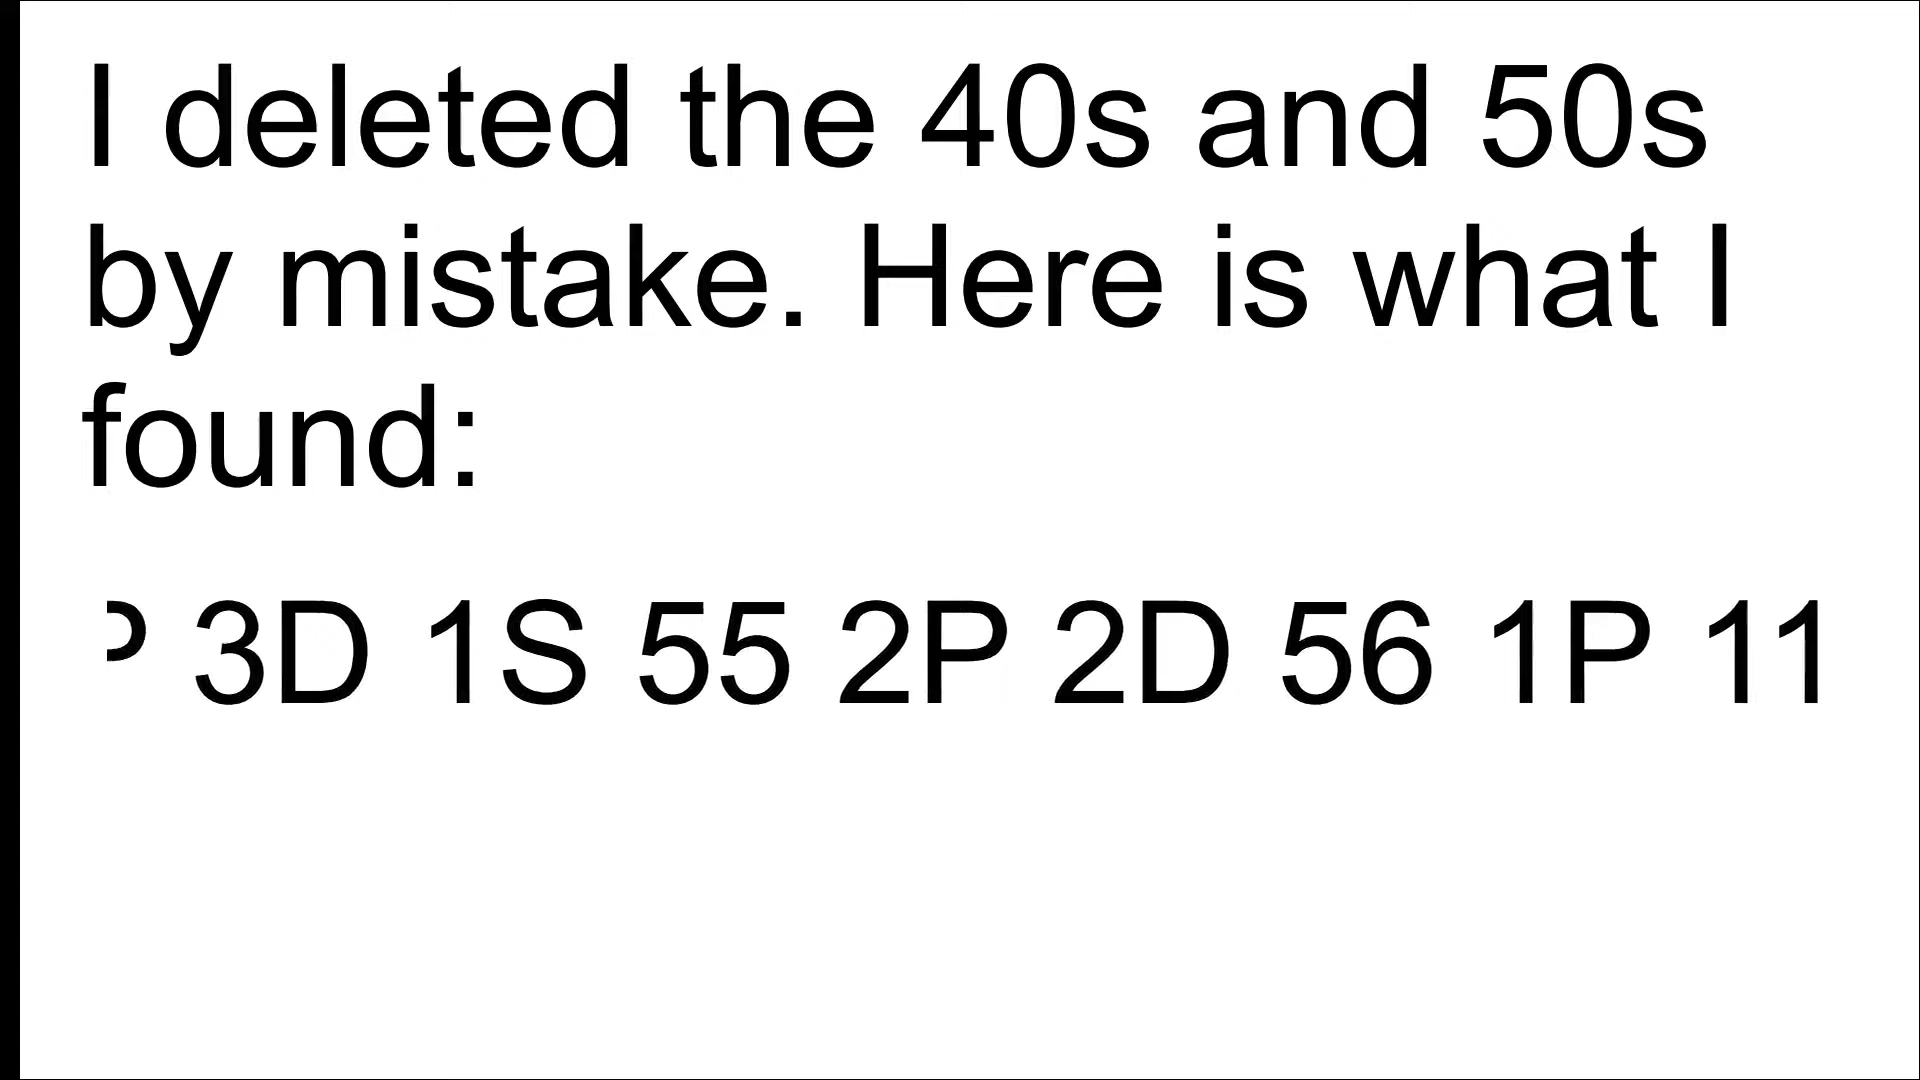 I deleted the 40s and 50s
by mistake. Here is what I
found:
3D 1S 55 2P 2D 56 1P 11